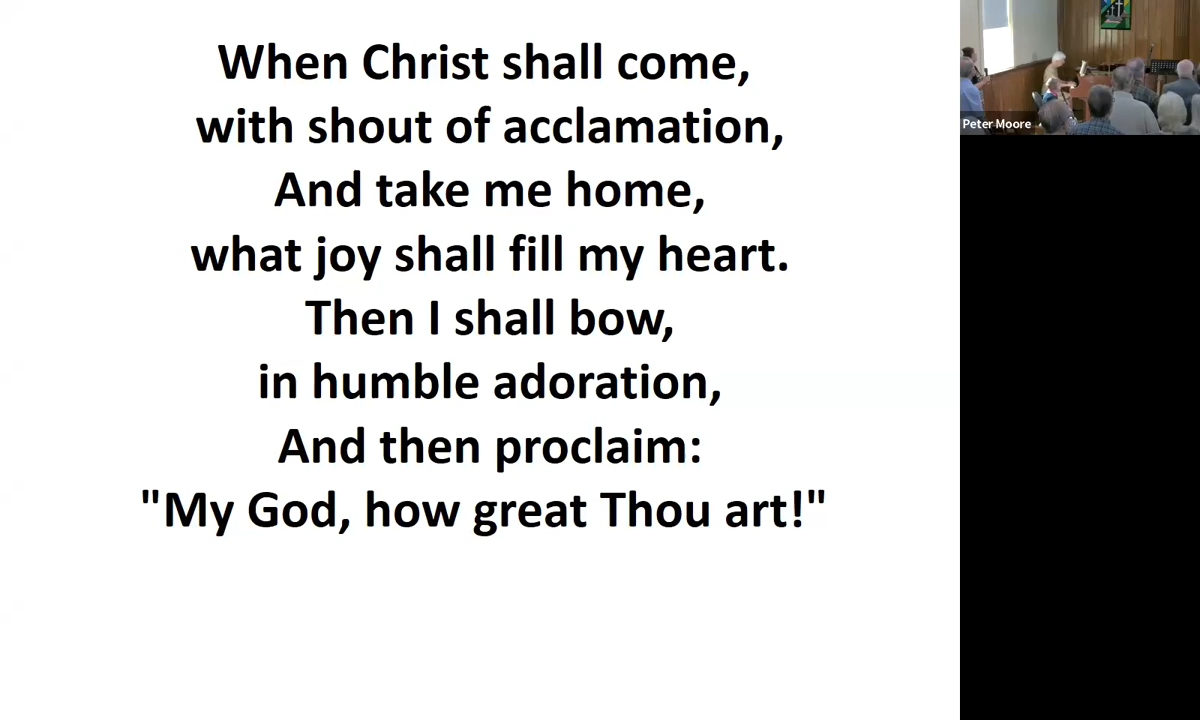 When Christ shall come,
with shout of acclamation,
And take me home,
what joy shall fill my heart.
Then I shall bow,
in humble adoration,
And then proclaim:
"My God, how great Thou art!"
Peter Moore